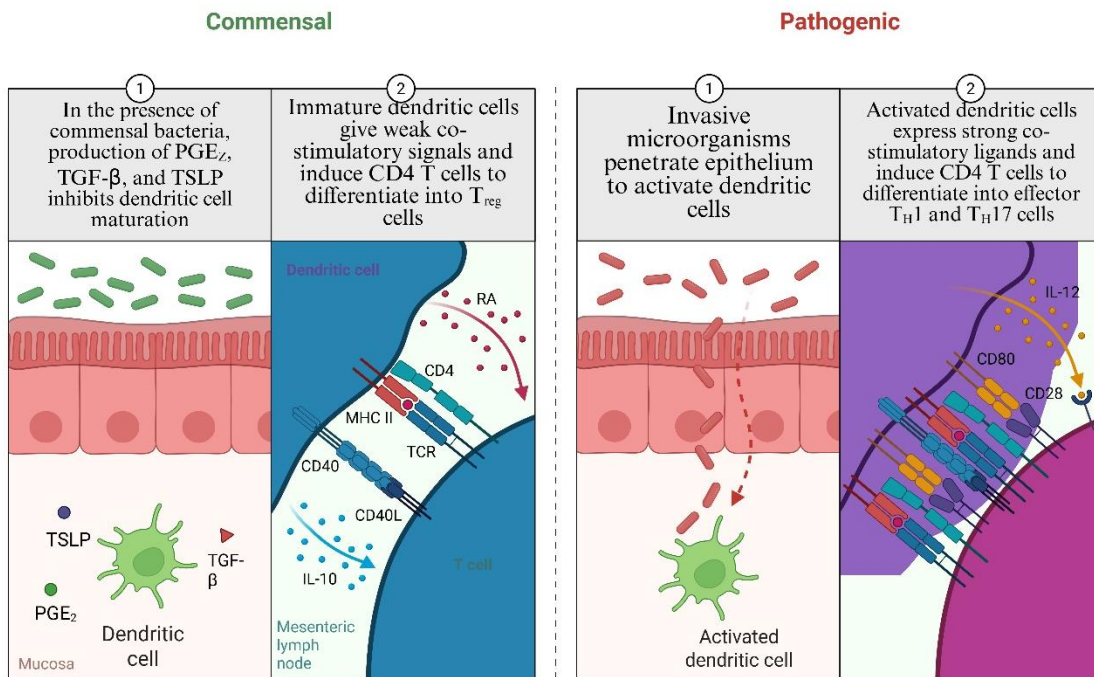 Commensal
Pathogenic
1
In the presence of
commensal bacteria,
production of PGEZ,
TGF-β, and TSLP
inhibits dendritic cell
maturation
2
Immature dendritic cells
give weak co-
stimulatory signals and
induce CD4 T cells to
differentiate into Treg
cells
1
Invasive
microorganisms
penetrate epithelium
to activate dendritic
cells
2
Activated dendritic cells
express strong co-
stimulatory ligands and
induce CD4 T cells to
differentiate into effector
TH1 and TH17 cells
TSLP
TGF-
β
PGE2
Dendritic
cell
Mucosa
Dendritic cell
RA
CD4
MHC II
TCR
CD40
CD40L
IL-10
T cell
Mesenteric
lymph
node
Activated
dendritic cell
IL-12
CD80
CD28